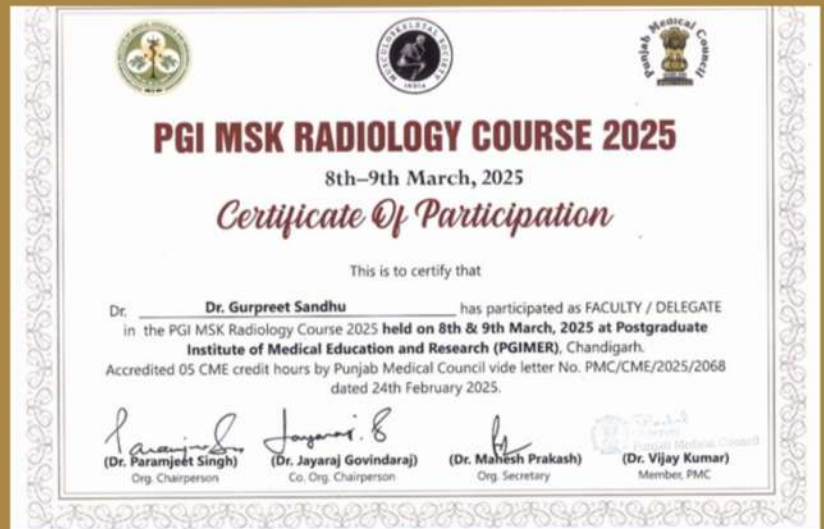 MUSCULOSKELETAL SOCIETY
INDIA
Punjab Medical Council
PGI MSK RADIOLOGY COURSE 2025
8th–9th March, 2025
Certificate Of Participation
This is to certify that
Dr. Dr. Gurpreet Sandhu has participated as FACULTY / DELEGATE
in the PGI MSK Radiology Course 2025 held on 8th & 9th March, 2025 at Postgraduate
Institute of Medical Education and Research (PGIMER), Chandigarh.
Accredited 05 CME credit hours by Punjab Medical Council vide letter No. PMC/CME/2025/2068
dated 24th February 2025.
Punjab Medical Council
(Dr. Paramjeet Singh) (Dr. Jayaraj Govindaraj) (Dr. Mahesh Prakash) (Dr. Vijay Kumar)
Org. Chairperson Co. Org. Chairperson Org. Secretary Member, PMC